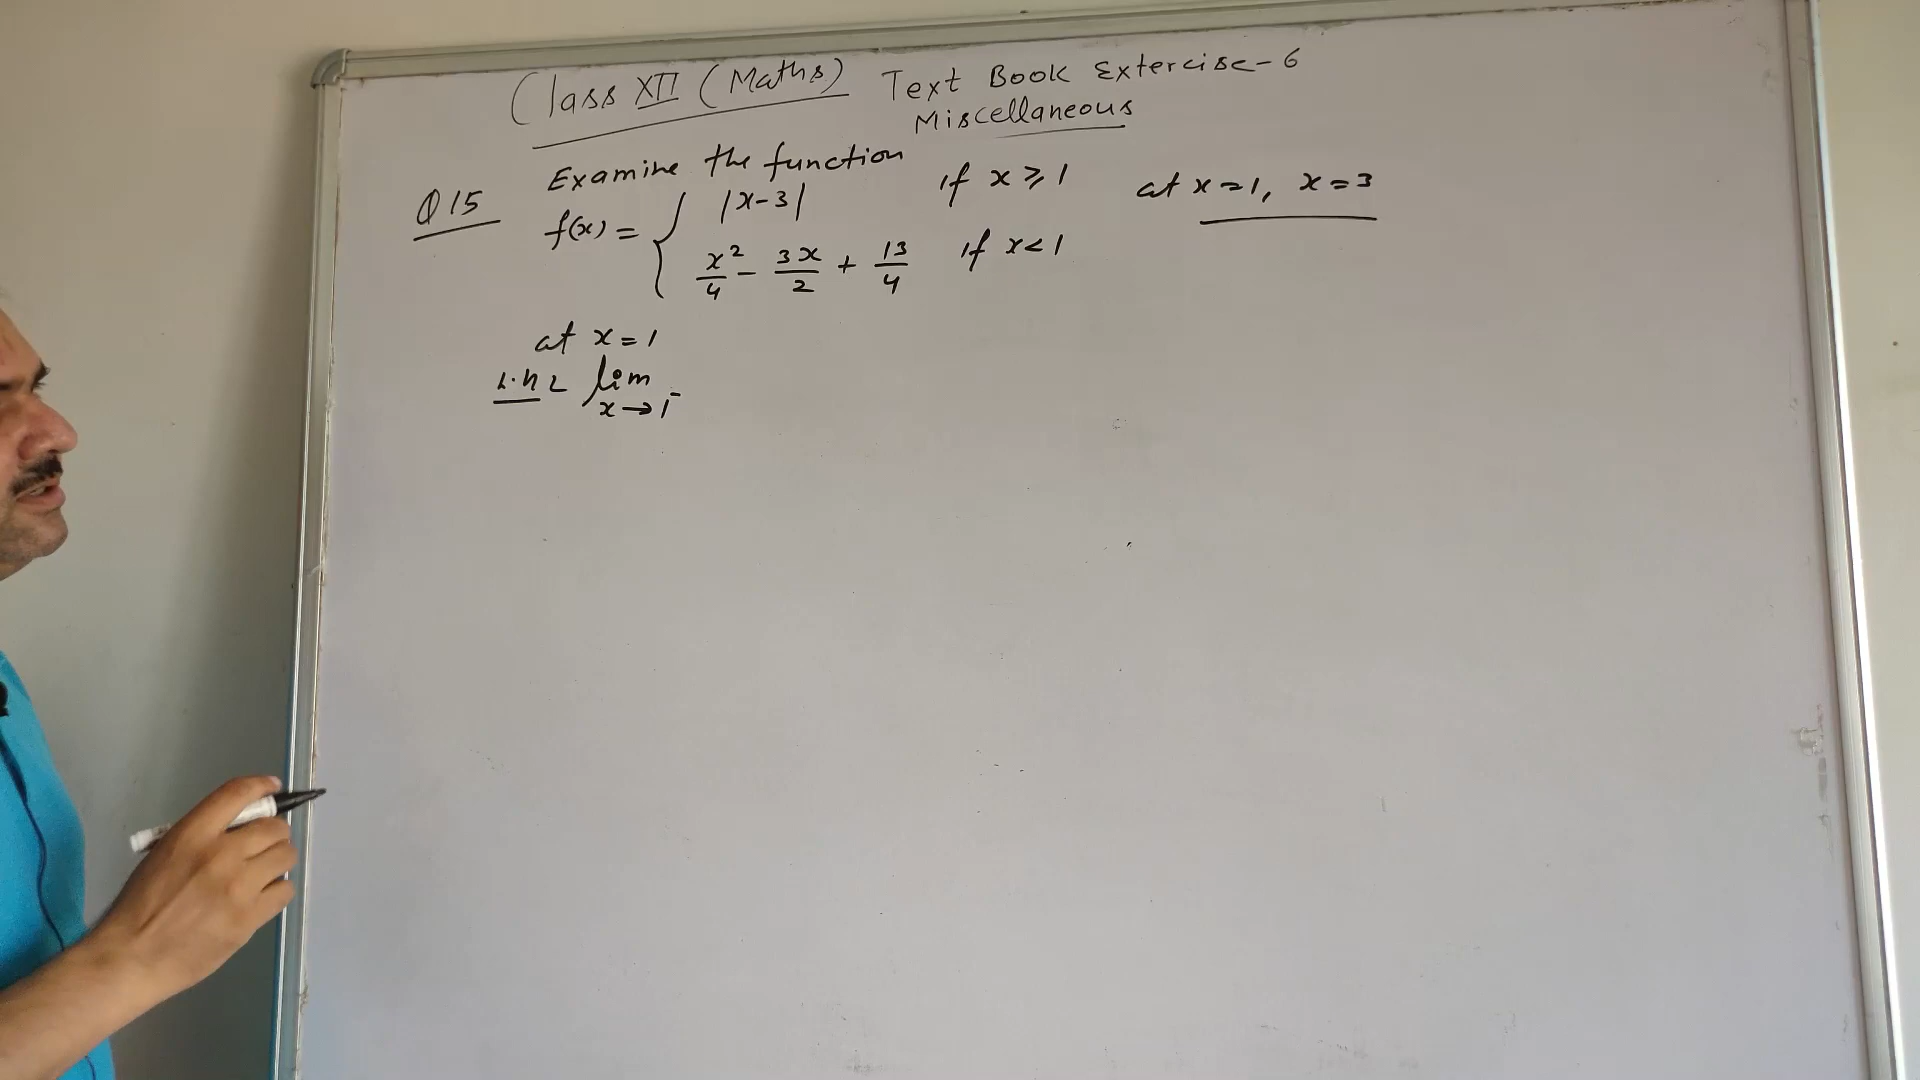 Class XII (Maths) Text Book Extercise-6
Miscellaneous
Q15 Examine the function
f(x) = { |x-3| if x ⩾ 1 at x=1, x=3
x²/4 - 3x/2 + 13/4 if x<1
at x=1
L.H L lim
x→1⁻